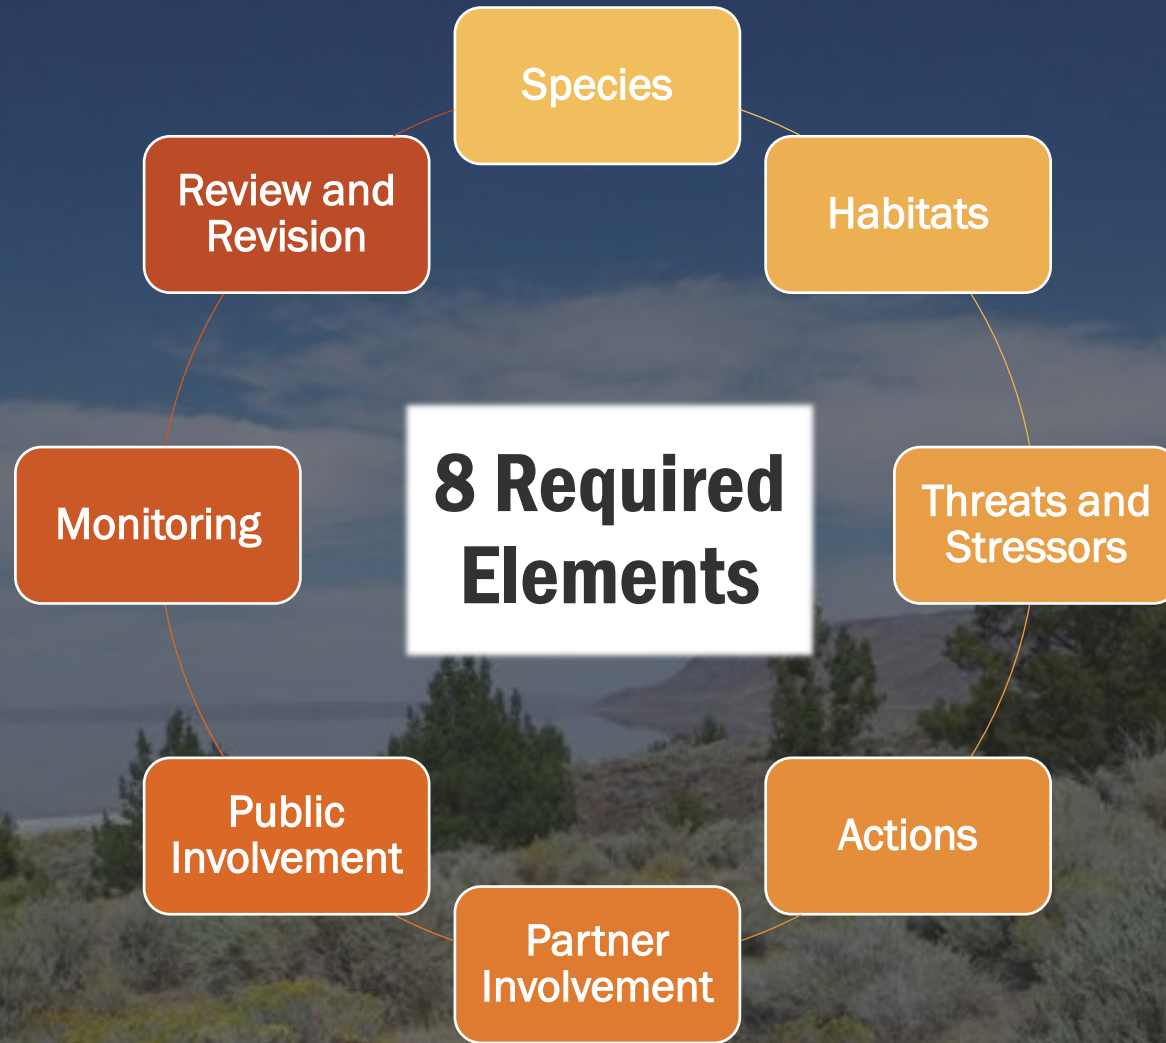 8 Required
Elements
Species
Habitats
Threats and
Stressors
Actions
Partner
Involvement
Public
Involvement
Monitoring
Review and
Revision